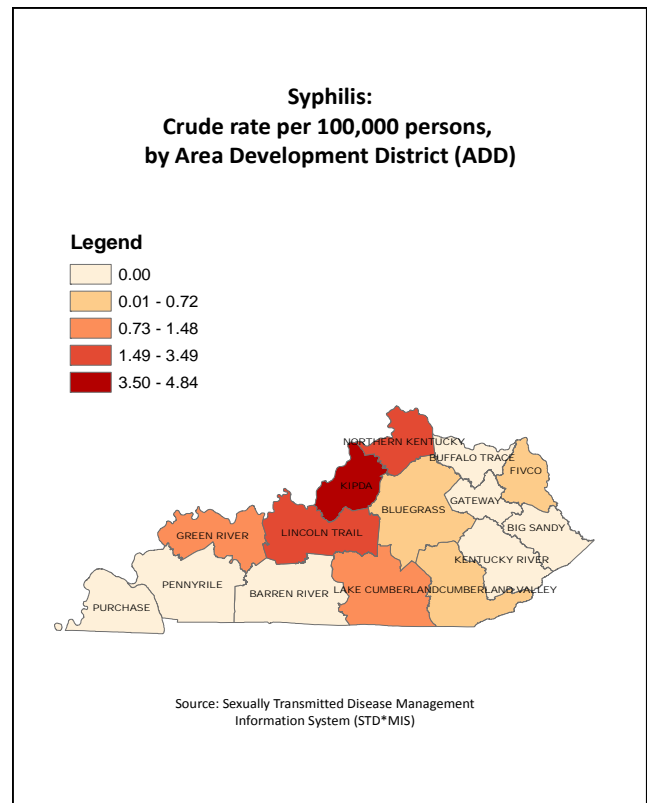 Syphilis:
Crude rate per 100,000 persons,
by Area Development District (ADD)
Legend
0.00
0.01 - 0.72
0.73 - 1.48
1.49 - 3.49
3.50 - 4.84
NORTHERN KENTUCKY
BUFFALO TRACE
FIVCO
KIPDA
GATEWAY
BLUEGRASS
BIG SANDY
GREEN RIVER
LINCOLN TRAIL
KENTUCKY RIVER
PENNYRILE
BARREN RIVER
LAKE CUMBERLAND
CUMBERLAND VALLEY
PURCHASE
Source: Sexually Transmitted Disease Management
Information System (STD*MIS)